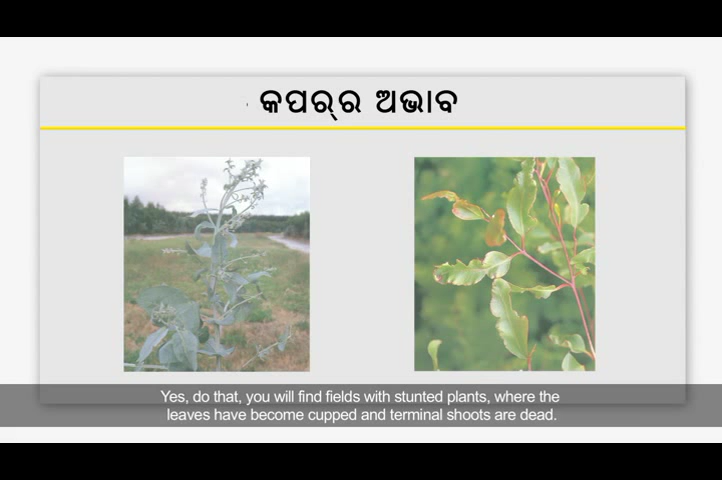 କପର୍‌ର ଅଭାବ
Yes, do that, you will find fields with stunted plants, where the
leaves have become cupped and terminal shoots are dead.